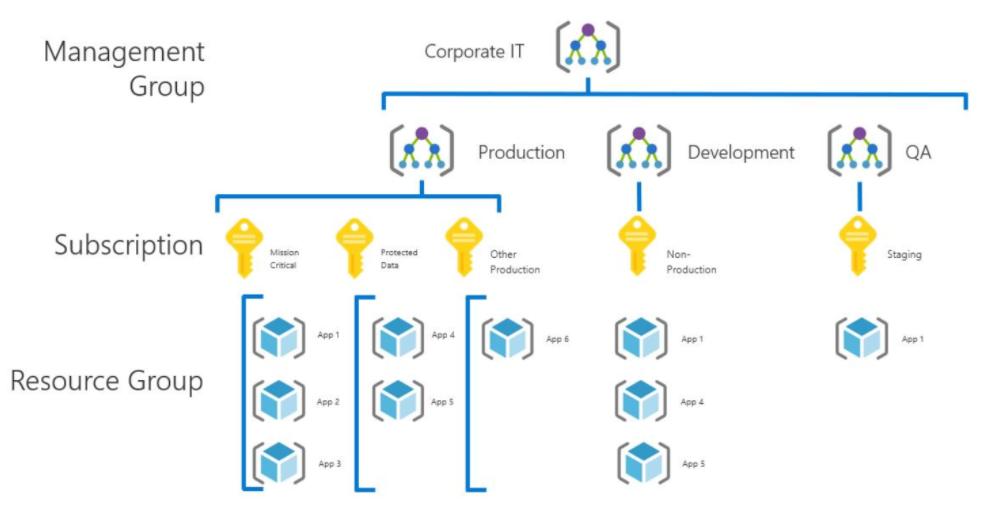 Management
Group
Corporate IT
Production
Development
QA
Subscription
Mission
Critical
Protected
Data
Other
Production
Non-
Production
Staging
Resource Group
App 1
App 4
App 6
App 1
App 1
App 2
App 5
App 4
App 3
App 5